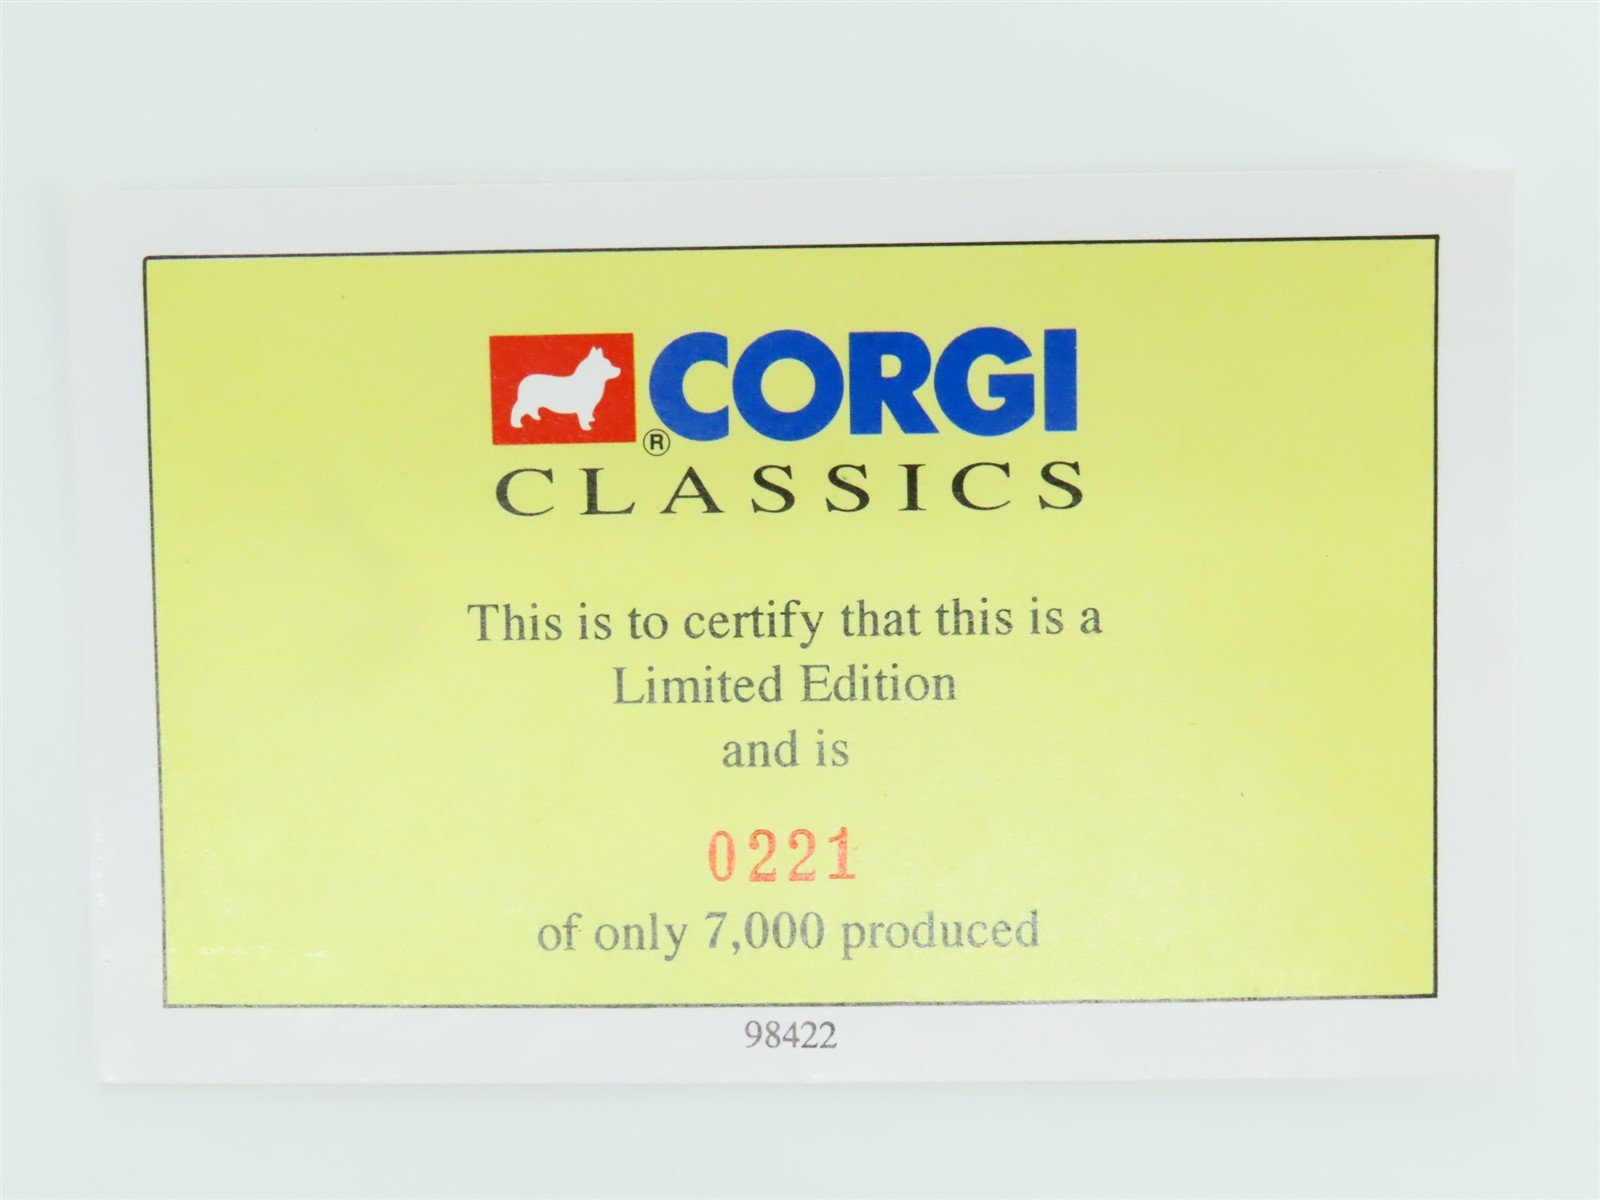 CORGI
®
CLASSICS
This is to certify that this is a
Limited Edition
and is
0221
of only 7,000 produced
98422